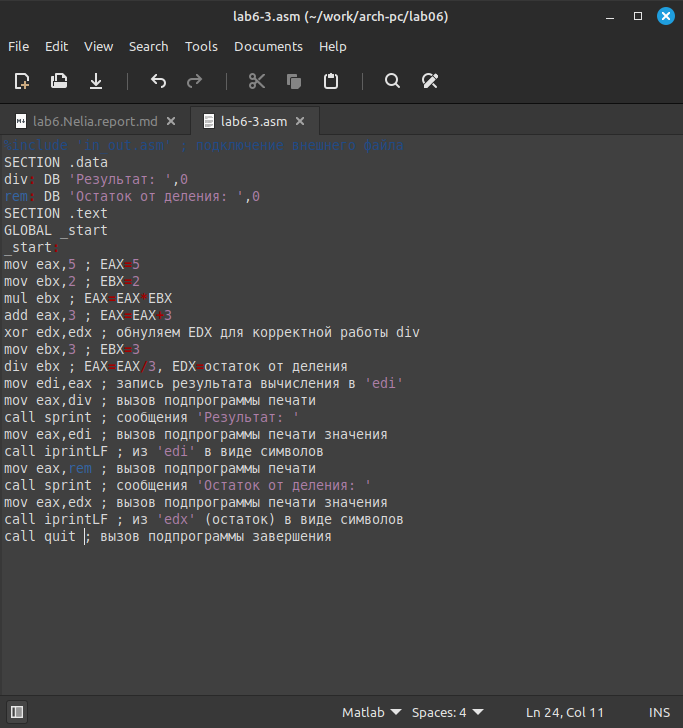 lab6-3.asm (~/work/arch-pc/lab06)
File Edit View Search Tools Documents Help
lab6.Nelia.report.md lab6-3.asm
%include 'in_out.asm' ; подключение внешнего файла
SECTION .data
div: DB 'Результат: ',0
rem: DB 'Остаток от деления: ',0
SECTION .text
GLOBAL _start
_start:
mov eax,5 ; EAX=5
mov ebx,2 ; EBX=2
mul ebx ; EAX=EAX*EBX
add eax,3 ; EAX=EAX+3
xor edx,edx ; обнуляем EDX для корректной работы div
mov ebx,3 ; EBX=3
div ebx ; EAX=EAX/3, EDX=остаток от деления
mov edi,eax ; запись результата вычисления в 'edi'
mov eax,div ; вызов подпрограммы печати
call sprint ; сообщения 'Результат: '
mov eax,edi ; вызов подпрограммы печати значения
call iprintLF ; из 'edi' в виде символов
mov eax,rem ; вызов подпрограммы печати
call sprint ; сообщения 'Остаток от деления: '
mov eax,edx ; вызов подпрограммы печати значения
call iprintLF ; из 'edx' (остаток) в виде символов
call quit ; вызов подпрограммы завершения
Matlab Spaces: 4 Ln 24, Col 11 INS